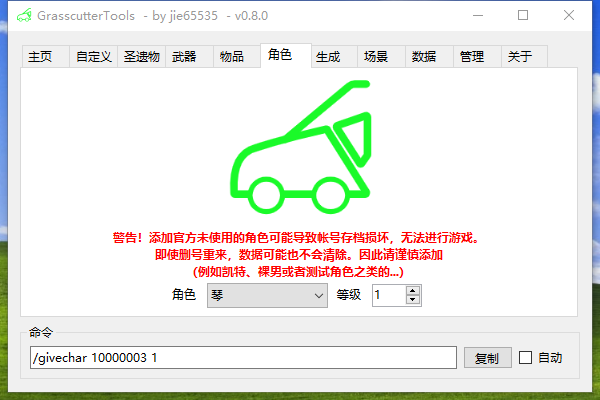 GrasscutterTools - by jie65535 - v0.8.0
主页 自定义 圣遗物 武器 物品 角色 生成 场景 数据 管理 关于
警告！添加官方未使用的角色可能导致帐号存档损坏，无法进行游戏。
即使删号重来，数据可能也不会清除。因此请谨慎添加
（例如凯特、裸男或者测试角色之类的...）
角色 琴 等级 1
命令
/givechar 10000003 1 复制 自动